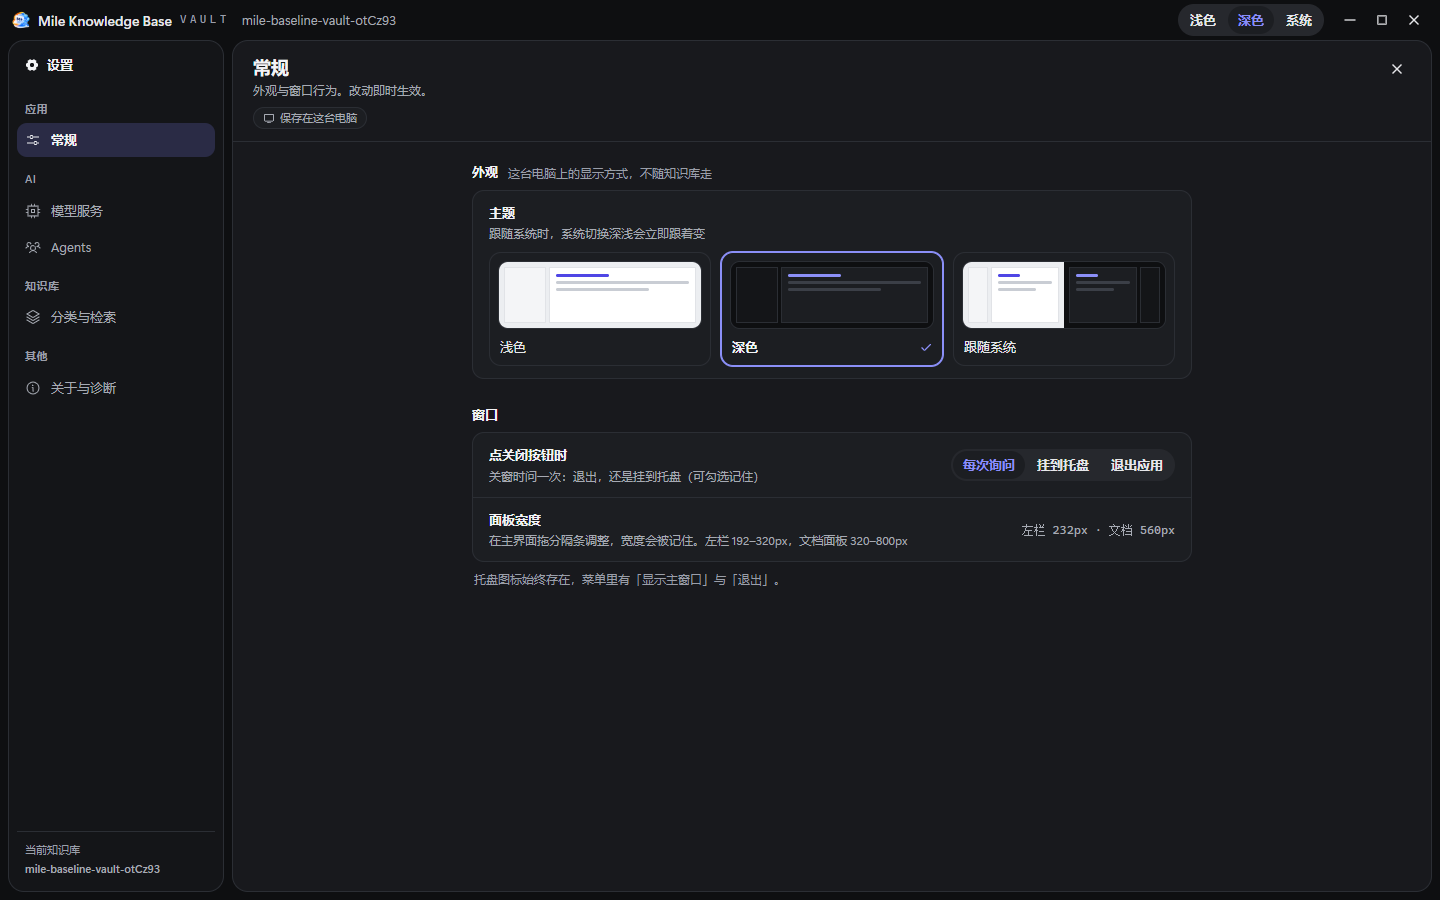 Mile Knowledge Base VAULT mile-baseline-vault-otCz93
浅色 深色 系统
设置
应用
常规
AI
模型服务
Agents
知识库
分类与检索
其他
关于与诊断
当前知识库
mile-baseline-vault-otCz93
常规
外观与窗口行为。改动即时生效。
保存在这台电脑
外观 这台电脑上的显示方式，不随知识库走
主题
跟随系统时，系统切换深浅会立即跟着变
浅色
深色
跟随系统
窗口
点关闭按钮时
关窗时问一次：退出，还是挂到托盘（可勾选记住）
每次询问 挂到托盘 退出应用
面板宽度
在主界面拖分隔条调整，宽度会被记住。左栏 192–320px，文档面板 320–800px
左栏 232px · 文档 560px
托盘图标始终存在，菜单里有「显示主窗口」与「退出」。